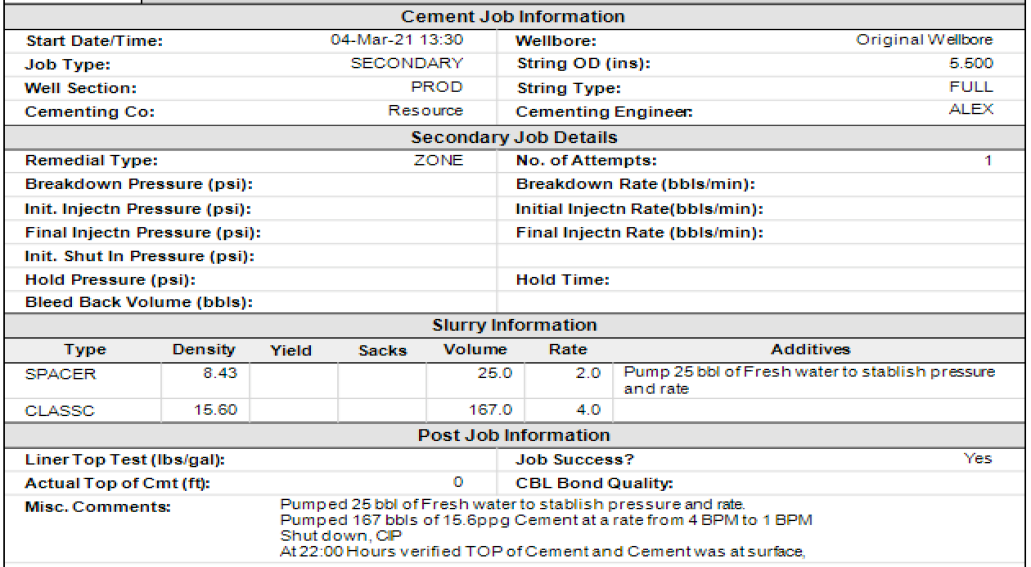 Cement Job Information
Start Date/Time: 04-Mar-21 13:30 Wellbore: Original Wellbore
Job Type: SECONDARY String OD (ins): 5.500
Well Section: PROD String Type: FULL
Cementing Co: Resource Cementing Engineer: ALEX
Secondary Job Details
Remedial Type: ZONE No. of Attempts: 1
Breakdown Pressure (psi): Breakdown Rate (bbls/min):
Init. Injectn Pressure (psi): Initial Injectn Rate(bbls/min):
Final Injectn Pressure (psi): Final Injectn Rate (bbls/min):
Init. Shut In Pressure (psi):
Hold Pressure (psi): Hold Time:
Bleed Back Volume (bbls):
Slurry Information
Type Density Yield Sacks Volume Rate Additives
SPACER 8.43 25.0 2.0 Pump 25 bbl of Fresh water to stablish pressure
and rate
CLASSC 15.60 167.0 4.0
Post Job Information
Liner Top Test (lbs/gal): Job Success? Yes
Actual Top of Cmt (ft): 0 CBL Bond Quality:
Misc. Comments: Pumped 25 bbl of Fresh water to stablish pressure and rate.
Pumped 167 bbls of 15.6ppg Cement at a rate from 4 BPM to 1 BPM
Shut down, CIP
At 22:00 Hours verified TOP of Cement and Cement was at surface,